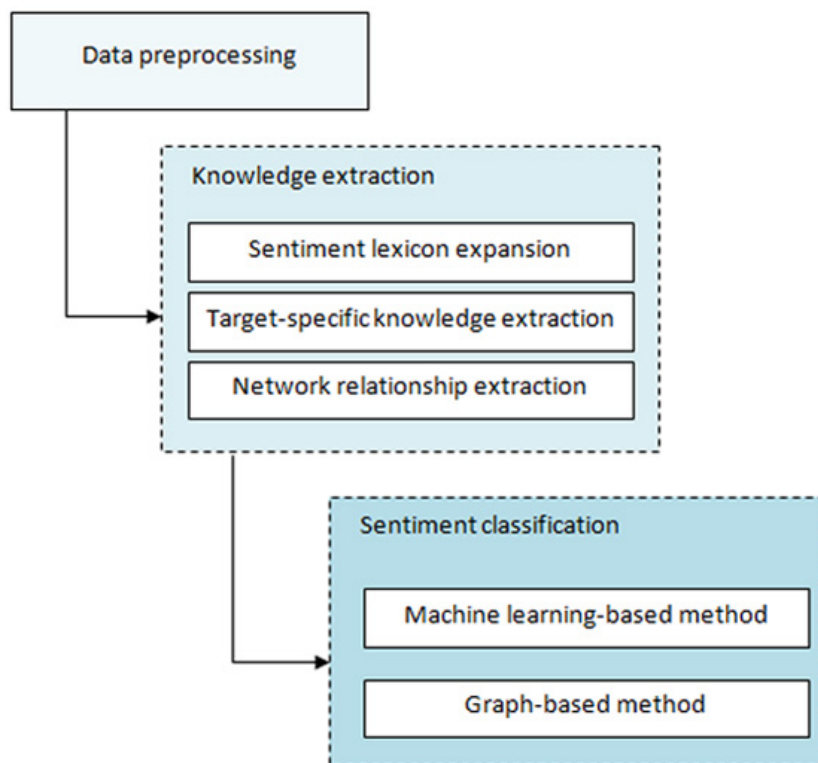 Data preprocessing
Knowledge extraction
Sentiment lexicon expansion
Target-specific knowledge extraction
Network relationship extraction
Sentiment classification
Machine learning-based method
Graph-based method